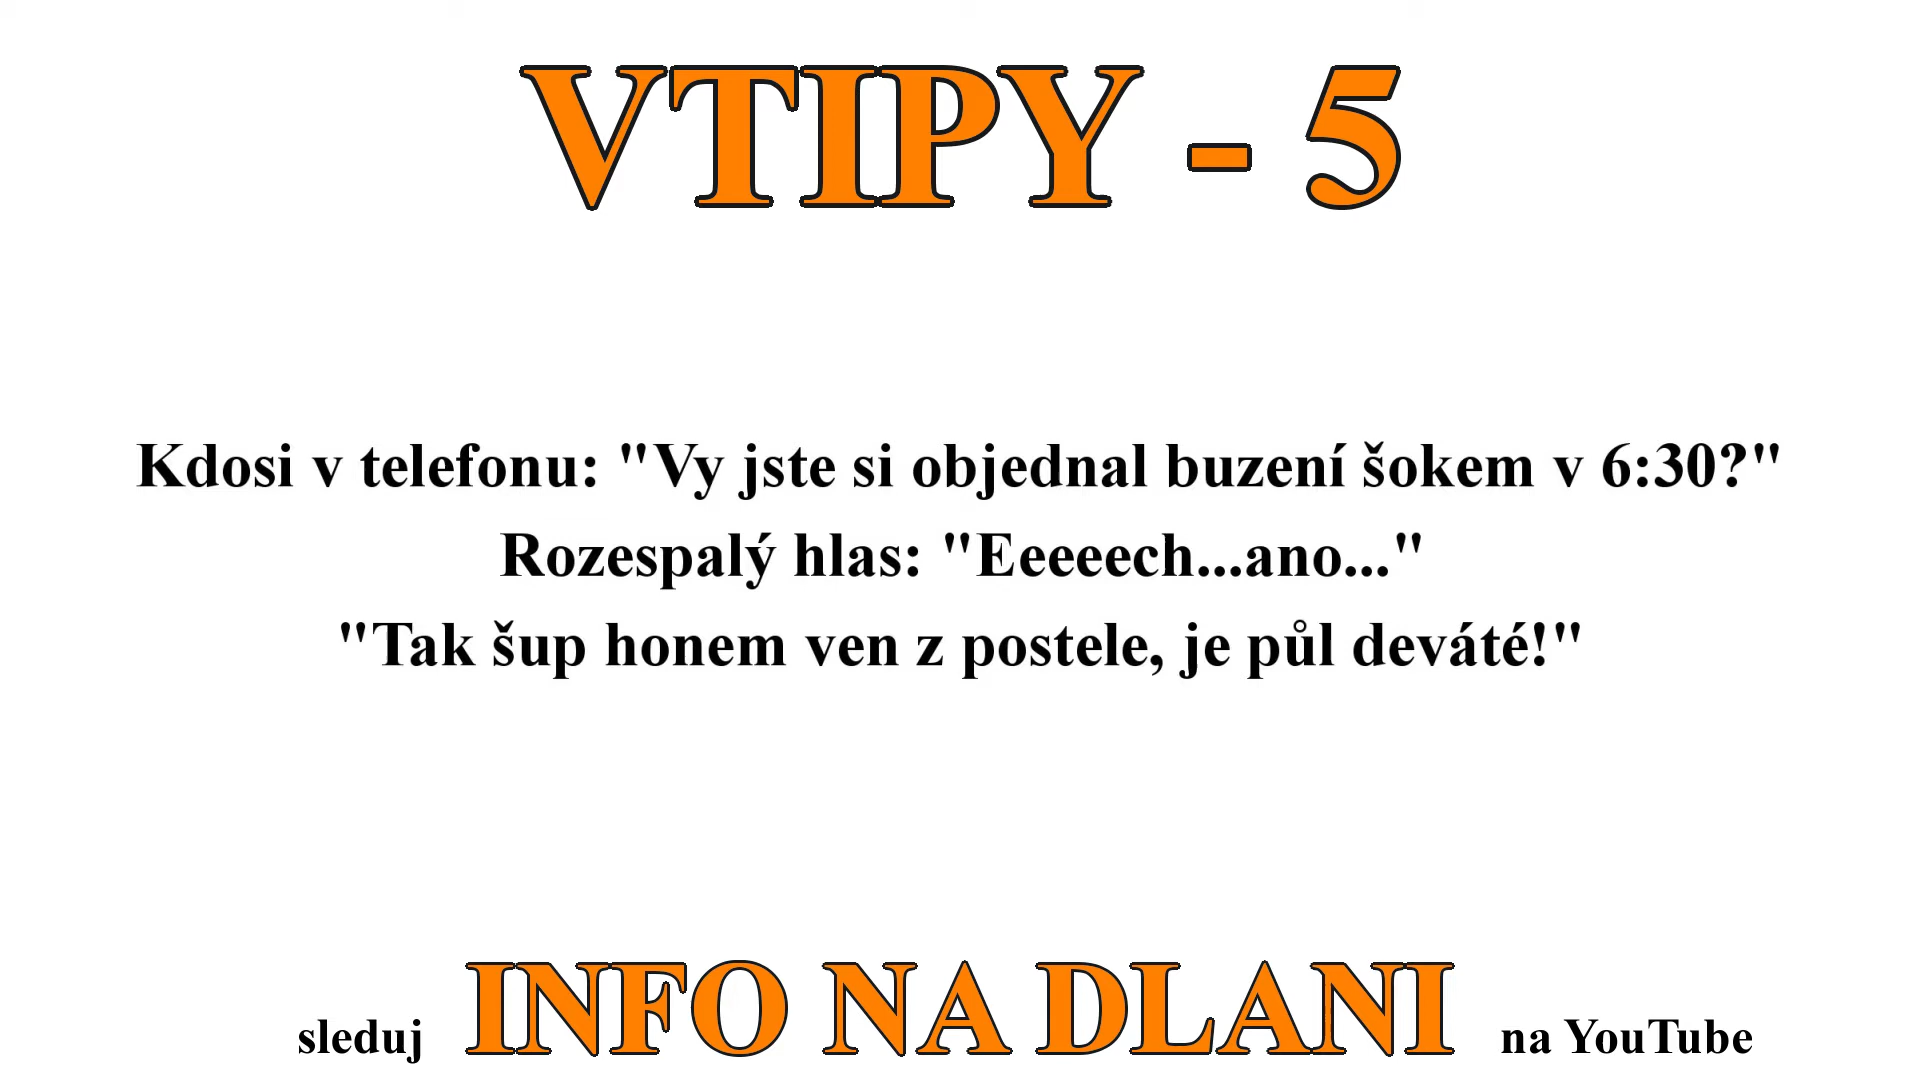 VTIPY - 5
Kdosi v telefonu: "Vy jste si objednal buzení šokem v 6:30?"
Rozespalý hlas: "Eeeeeech...ano..."
"Tak šup honem ven z postele, je půl deváté!"
sleduj INFO NA DLANI na YouTube